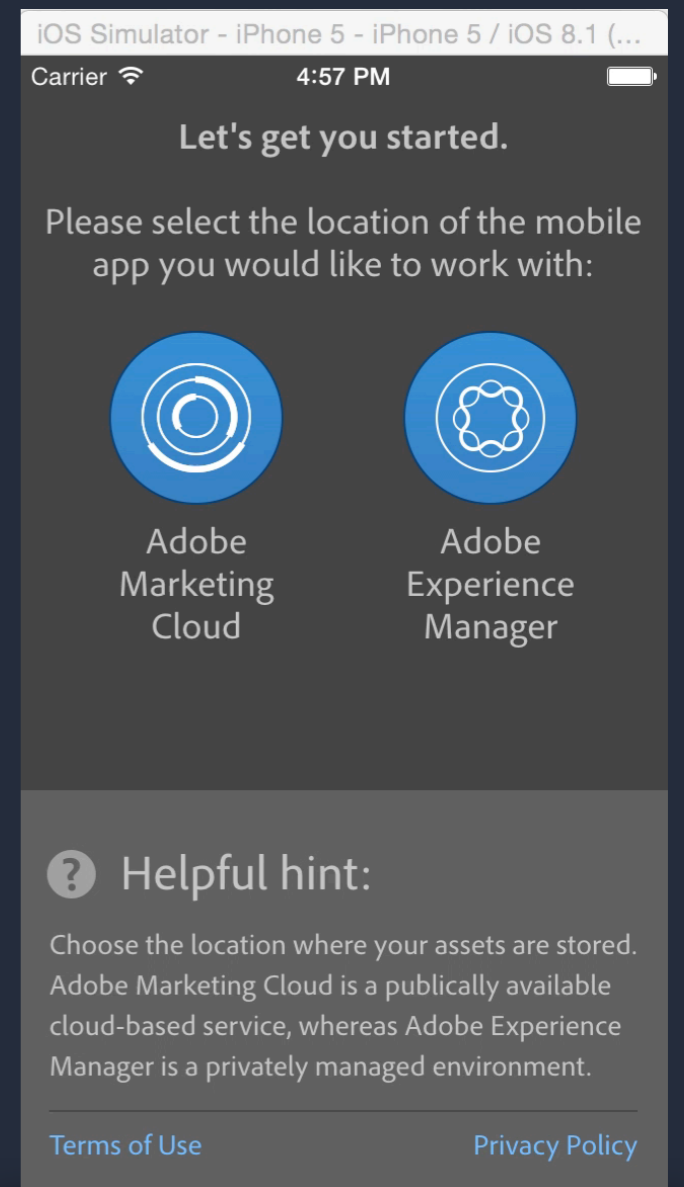 iOS Simulator - iPhone 5 - iPhone 5 / iOS 8.1 (...
Carrier 4:57 PM
Let's get you started.
Please select the location of the mobile
app you would like to work with:
Adobe
Marketing
Cloud
Adobe
Experience
Manager
? Helpful hint:
Choose the location where your assets are stored.
Adobe Marketing Cloud is a publically available
cloud-based service, whereas Adobe Experience
Manager is a privately managed environment.
Terms of Use Privacy Policy